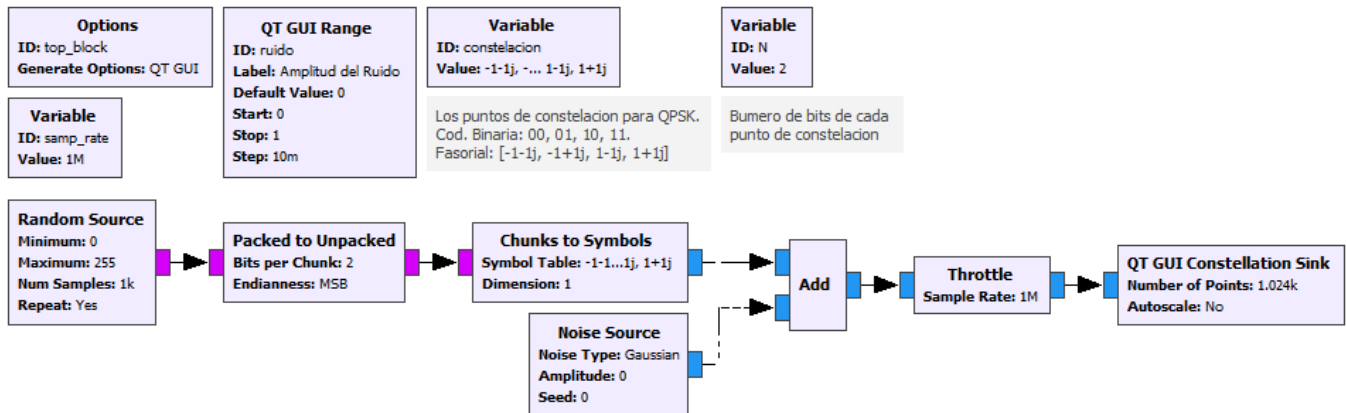 Options
ID: top_block
Generate Options: QT GUI
Variable
ID: samp_rate
Value: 1M
QT GUI Range
ID: ruido
Label: Amplitud del Ruido
Default Value: 0
Start: 0
Stop: 1
Step: 10m
Variable
ID: constelacion
Value: -1-1j, -... 1-1j, 1+1j
Los puntos de constelacion para QPSK.
Cod. Binaria: 00, 01, 10, 11.
Fasorial: [-1-1j, -1+1j, 1-1j, 1+1j]
Variable
ID: N
Value: 2
Bumero de bits de cada
punto de constelacion
Random Source
Minimum: 0
Maximum: 255
Num Samples: 1k
Repeat: Yes
Packed to Unpacked
Bits per Chunk: 2
Endianness: MSB
Chunks to Symbols
Symbol Table: -1-1...1j, 1+1j
Dimension: 1
Noise Source
Noise Type: Gaussian
Amplitude: 0
Seed: 0
Add
Throttle
Sample Rate: 1M
QT GUI Constellation Sink
Number of Points: 1.024k
Autoscale: No